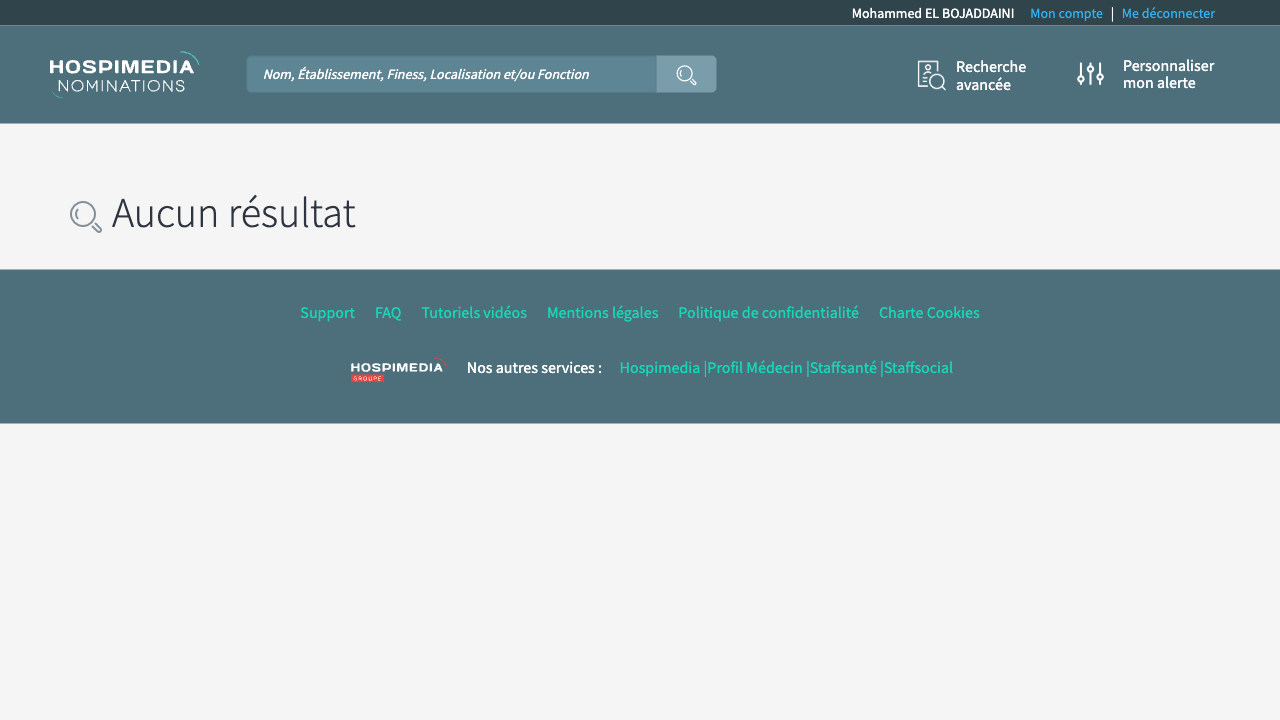 Mohammed EL BOJADDAINI Mon compte | Me déconnecter
HOSPIMEDIA
NOMINATIONS
Nom, Établissement, Finess, Localisation et/ou Fonction
Recherche
avancée
Personnaliser
mon alerte
Aucun résultat
Support FAQ Tutoriels vidéos Mentions légales Politique de confidentialité Charte Cookies
HOSPIMEDIA
GROUPE
Nos autres services : Hospimedia |Profil Médecin |Staffsanté |Staffsocial